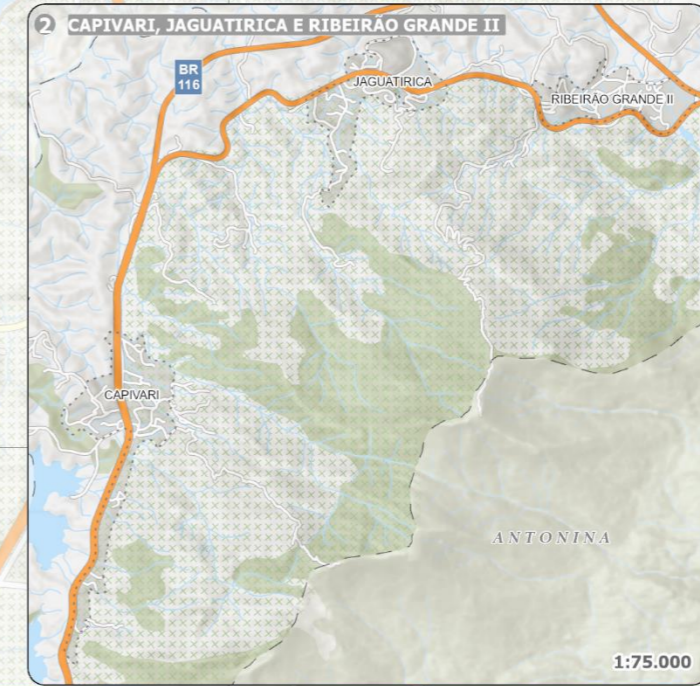 2 CAPIVARI, JAGUATIRICA E RIBEIRÃO GRANDE II
BR
116
JAGUATIRICA
RIBEIRÃO GRANDE II
CAPIVARI
ANTONINA
1:75.000